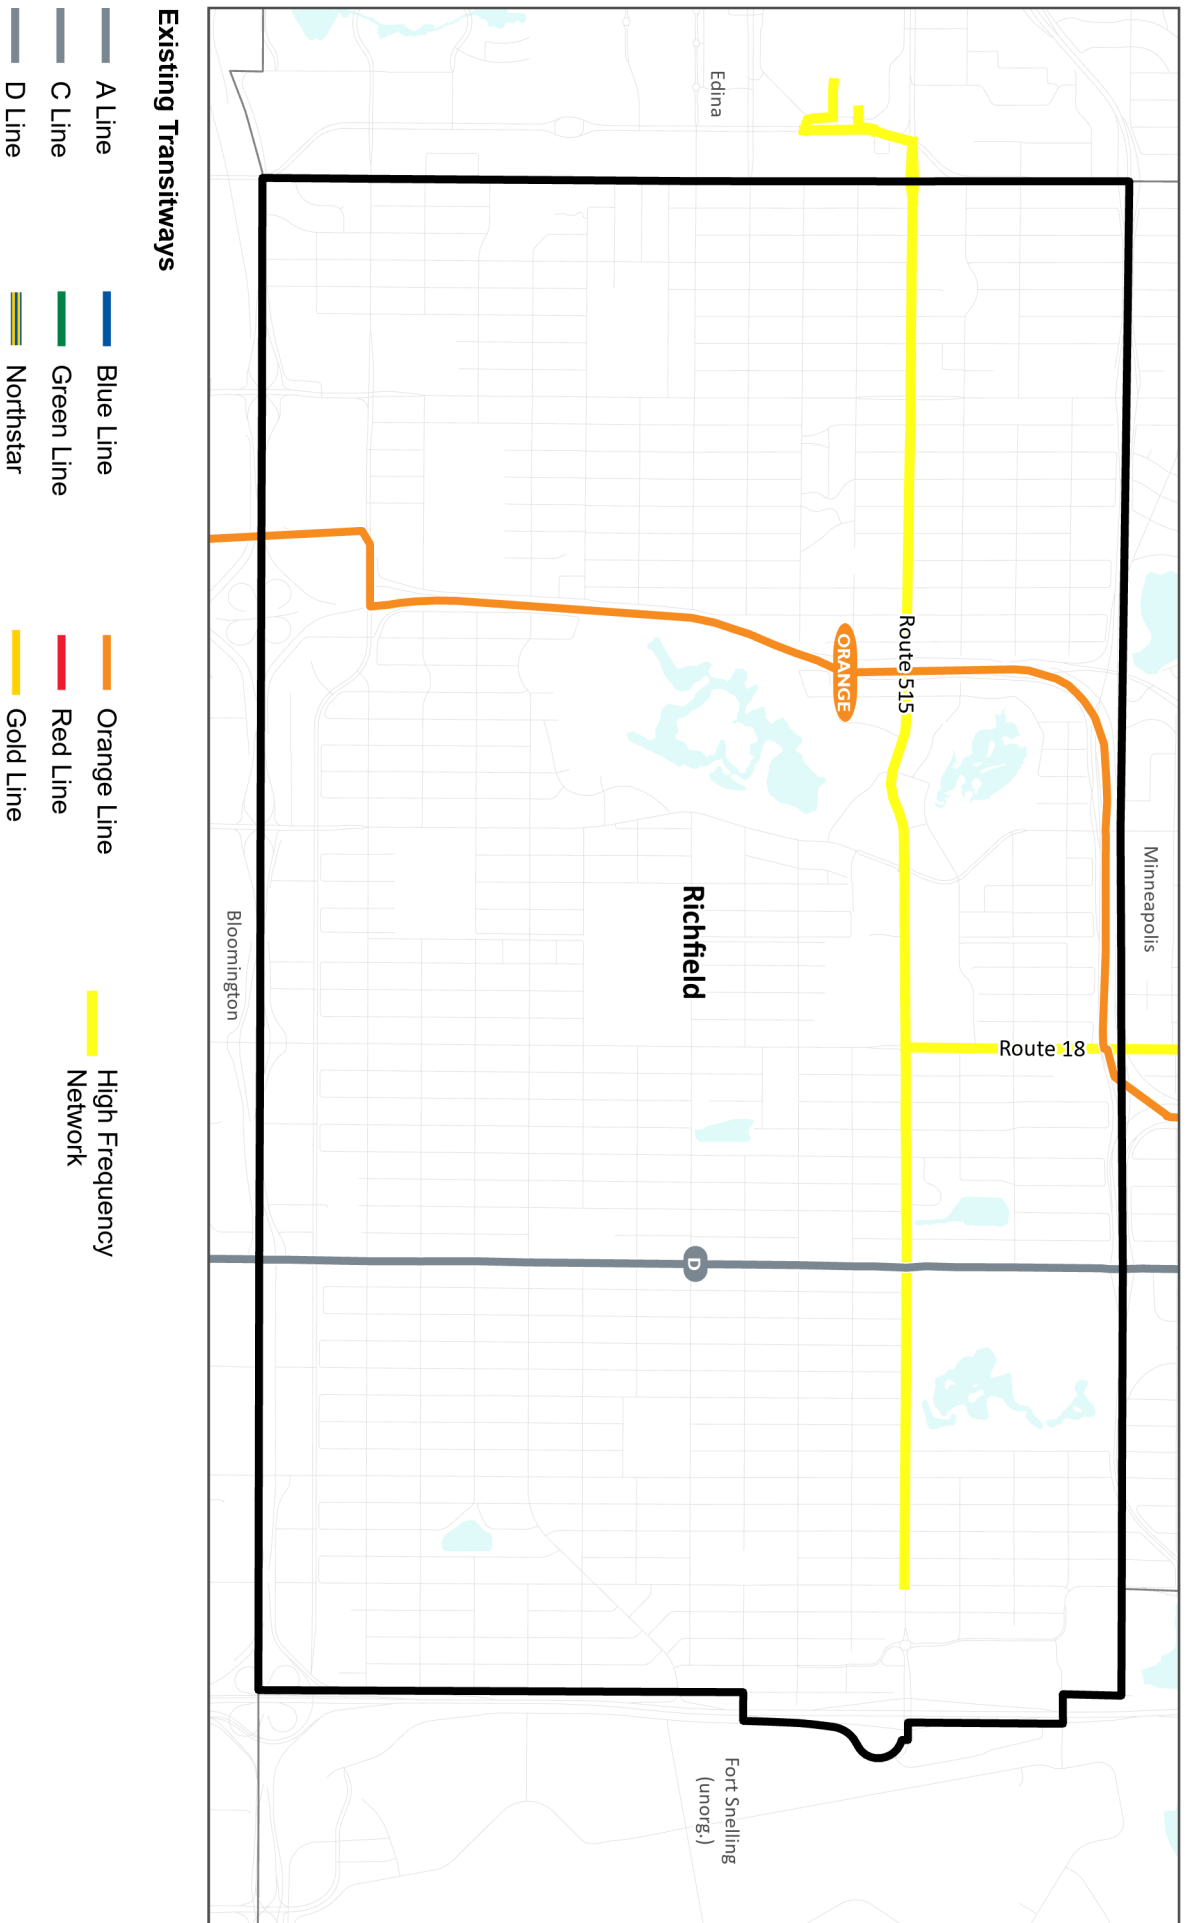 Edina
Minneapolis
Route 515
ORANGE
Richfield
Route 18
Bloomington
D
Fort Snelling
(unorg.)
Existing Transitways
A Line
C Line
D Line
Blue Line
Green Line
Northstar
Orange Line
Red Line
Gold Line
High Frequency
Network